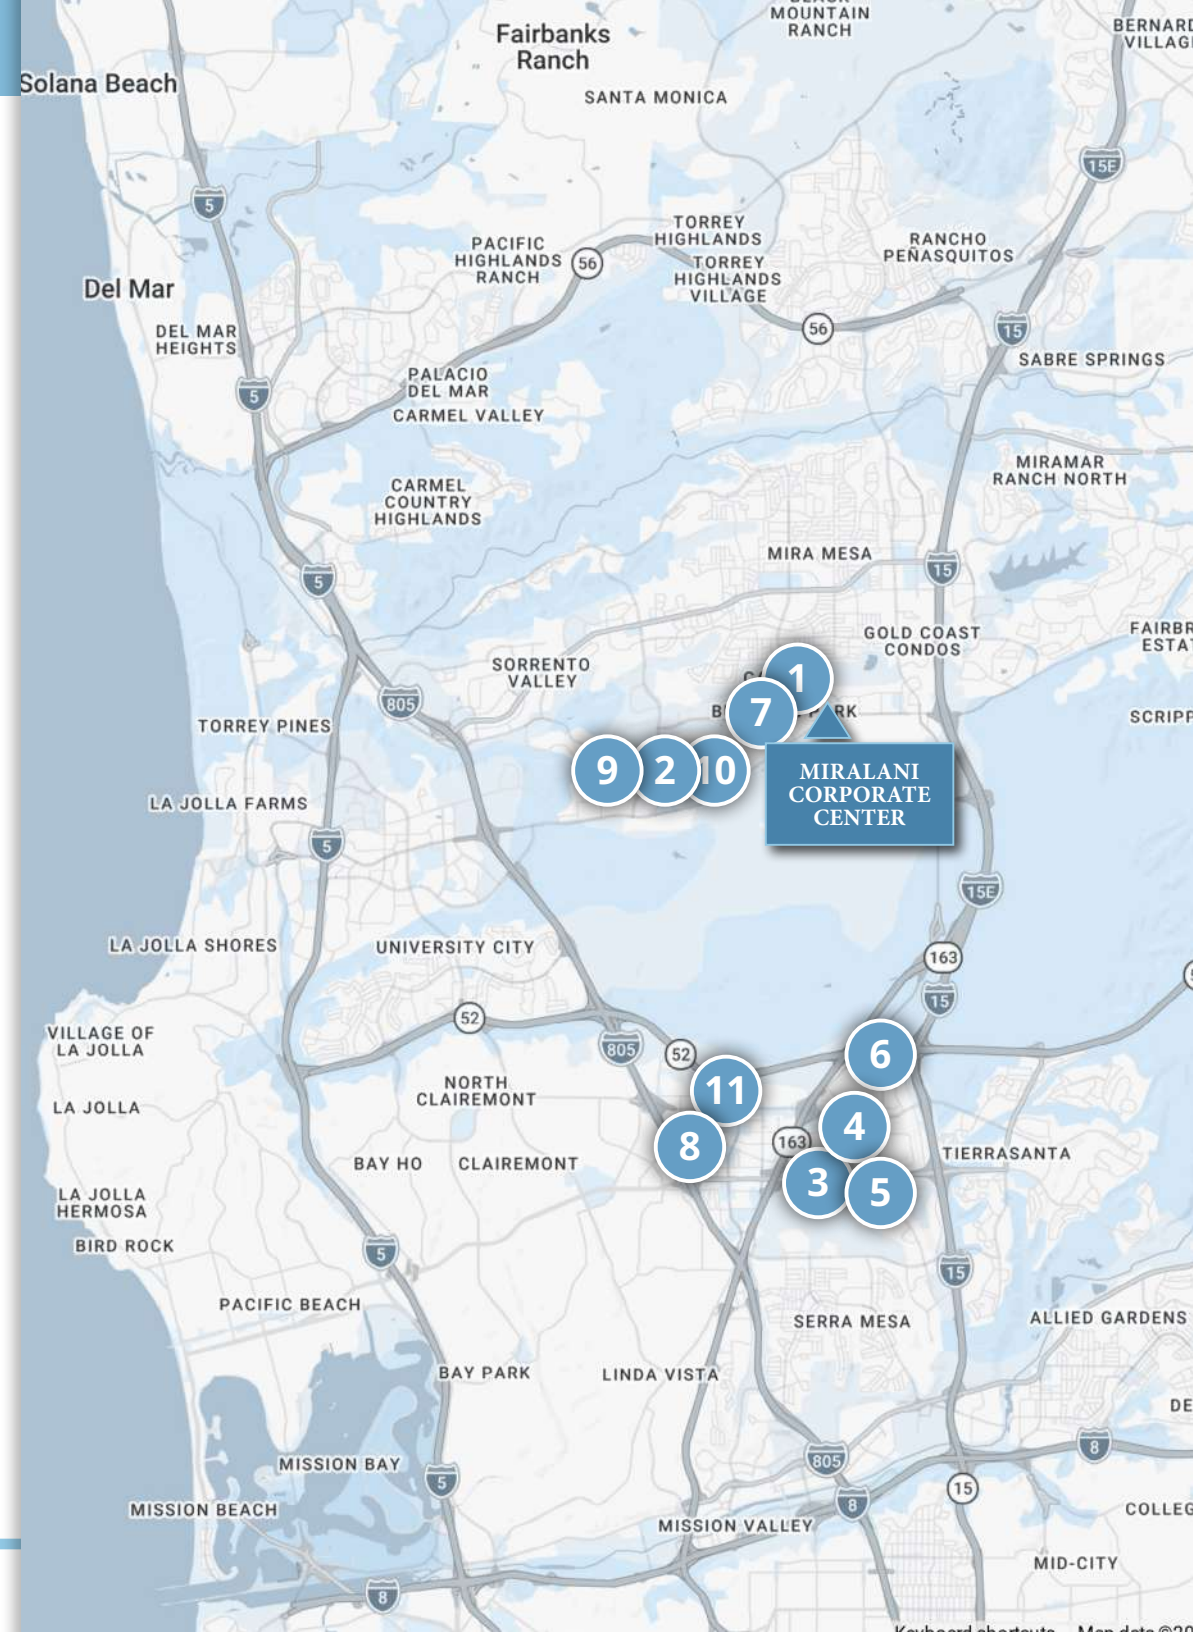 MOUNTAIN
RANCH
Fairbanks
Ranch
Solana Beach
SANTA MONICA
15E
5
TORREY
HIGHLANDS
PACIFIC
HIGHLANDS
RANCH
56
TORREY
HIGHLANDS
VILLAGE
RANCHO
PEÑASQUITOS
Del Mar
56
15
DEL MAR
HEIGHTS
SABRE SPRINGS
PALACIO
DEL MAR
5
CARMEL VALLEY
MIRAMAR
RANCH NORTH
CARMEL
COUNTRY
HIGHLANDS
MIRA MESA
15
5
GOLD COAST
CONDOS
SORRENTO
VALLEY
1
805
7
TORREY PINES
9
2
10
MIRALANI
CORPORATE
CENTER
LA JOLLA FARMS
5
15E
LA JOLLA SHORES
UNIVERSITY CITY
163
15
52
VILLAGE OF
LA JOLLA
805
52
6
NORTH
CLAIREMONT
11
LA JOLLA
4
8
163
BAY HO
CLAIREMONT
TIERRASANTA
3
5
LA JOLLA
HERMOSA
BIRD ROCK
5
15
PACIFIC BEACH
SERRA MESA
ALLIED GARDENS
BAY PARK
LINDA VISTA
8
805
MISSION BAY
5
15
8
MISSION BEACH
MISSION VALLEY
MID-CITY
8